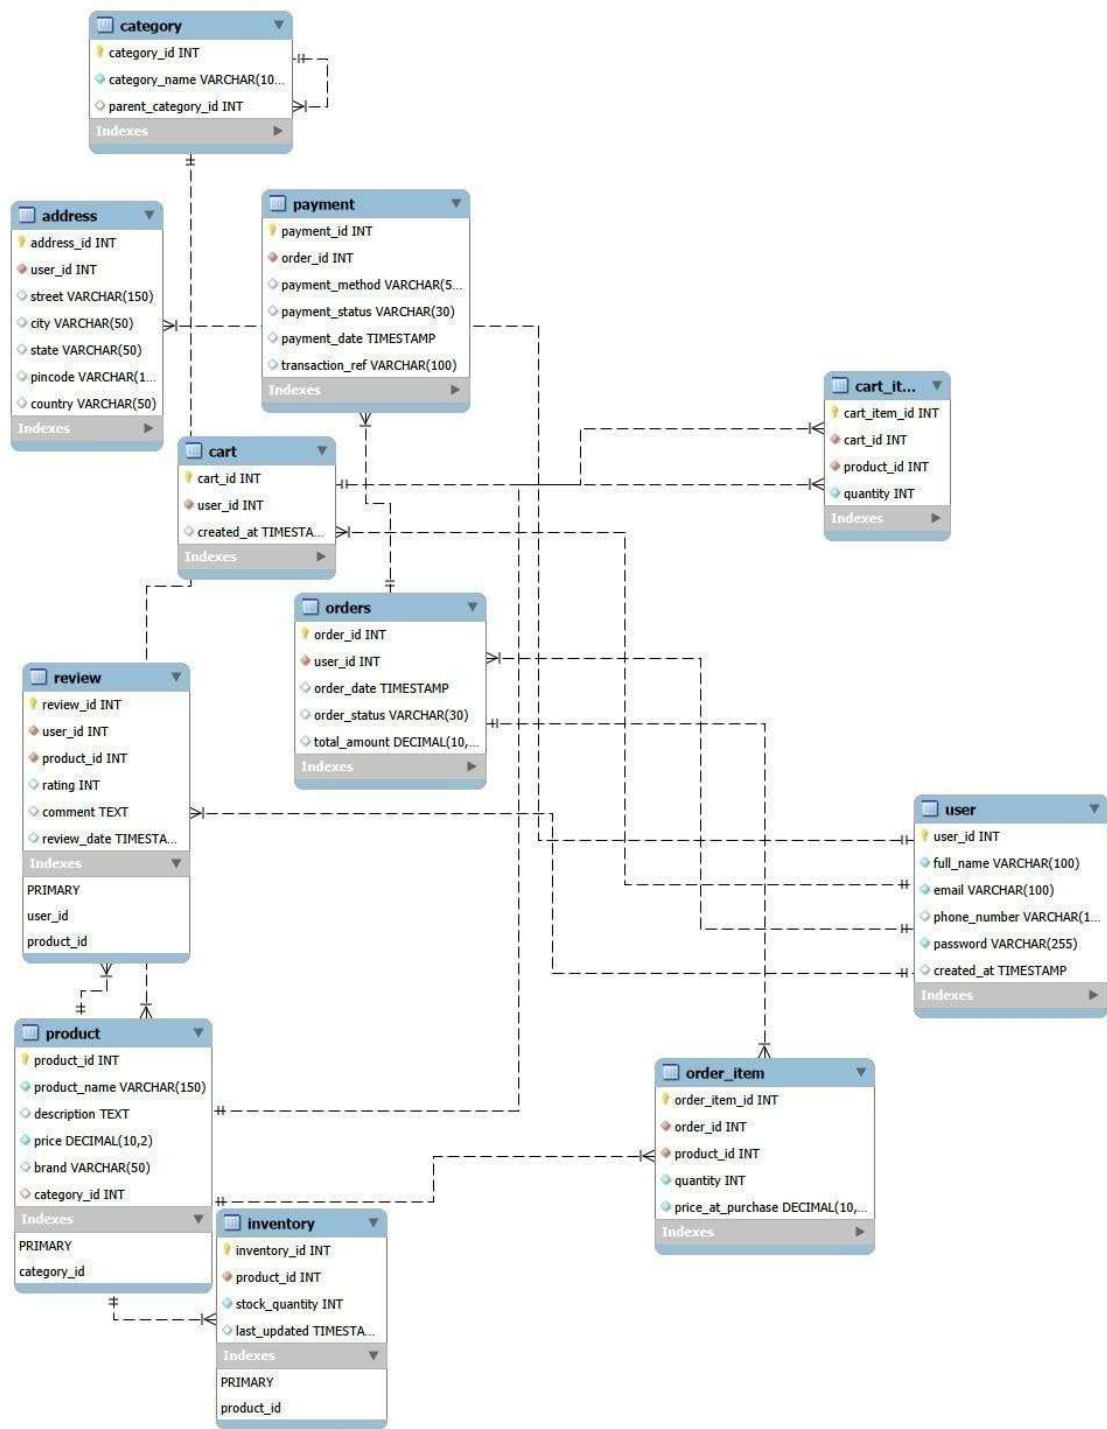 category
category_id INT
category_name VARCHAR(10...
parent_category_id INT
Indexes
address
address_id INT
user_id INT
street VARCHAR(150)
city VARCHAR(50)
state VARCHAR(50)
pincode VARCHAR(1...
country VARCHAR(50)
Indexes
payment
payment_id INT
order_id INT
payment_method VARCHAR(5...
payment_status VARCHAR(30)
payment_date TIMESTAMP
transaction_ref VARCHAR(100)
Indexes
cart_it...
cart_item_id INT
cart_id INT
product_id INT
quantity INT
Indexes
cart
cart_id INT
user_id INT
created_at TIMESTA...
Indexes
orders
order_id INT
user_id INT
order_date TIMESTAMP
order_status VARCHAR(30)
total_amount DECIMAL(10,...
Indexes
review
review_id INT
user_id INT
product_id INT
rating INT
comment TEXT
review_date TIMESTA...
Indexes
PRIMARY
user_id
product_id
user
user_id INT
full_name VARCHAR(100)
email VARCHAR(100)
phone_number VARCHAR(1...
password VARCHAR(255)
created_at TIMESTAMP
Indexes
product
product_id INT
product_name VARCHAR(150)
description TEXT
price DECIMAL(10,2)
brand VARCHAR(50)
category_id INT
Indexes
PRIMARY
category_id
order_item
order_item_id INT
order_id INT
product_id INT
quantity INT
price_at_purchase DECIMAL(10,...
Indexes
inventory
inventory_id INT
product_id INT
stock_quantity INT
last_updated TIMESTA...
Indexes
PRIMARY
product_id